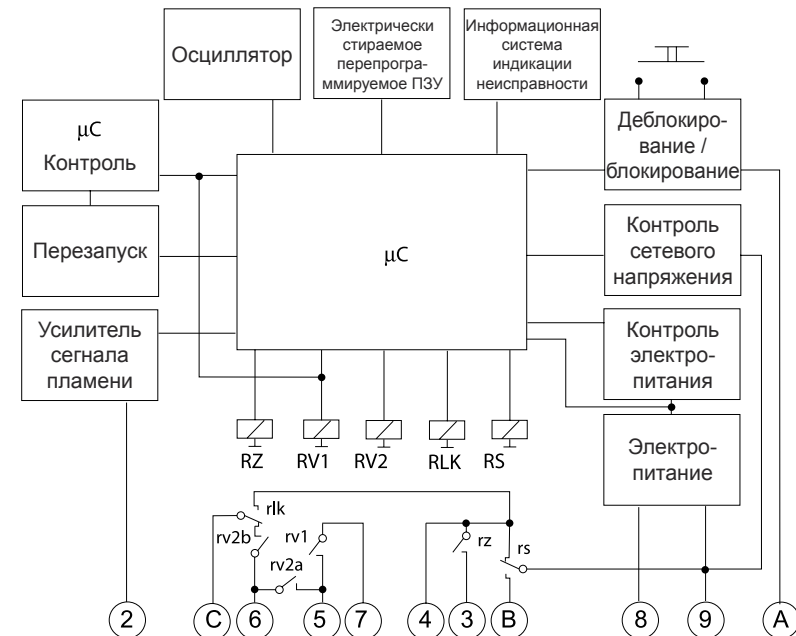 Осциллятор
Электрически
стираемое
перепрогра-
ммируемое ПЗУ
Информационная
система
индикации
неисправности
μC
Контроль
Деблокиро-
вание /
блокирование
Перезапуск
μC
Контроль
сетевого
напряжения
Усилитель
сегнала
пламени
Контроль
электро-
питания
Электро-
питание
RZ RV1 RV2 RLK RS
rlk
rv2b
rv1
rv2a
rz
rs
2 C 6 5 7 4 3 B 8 9 A